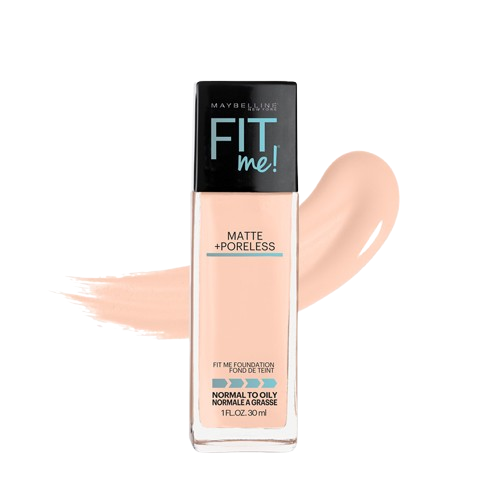 MAYBELLINE
NEW YORK
FIT
me!
MATTE
+PORELESS
FIT ME FOUNDATION
FOND DE TEINT
NORMAL TO OILY
NORMALE A GRASSE
1 FL.OZ. 30 ml